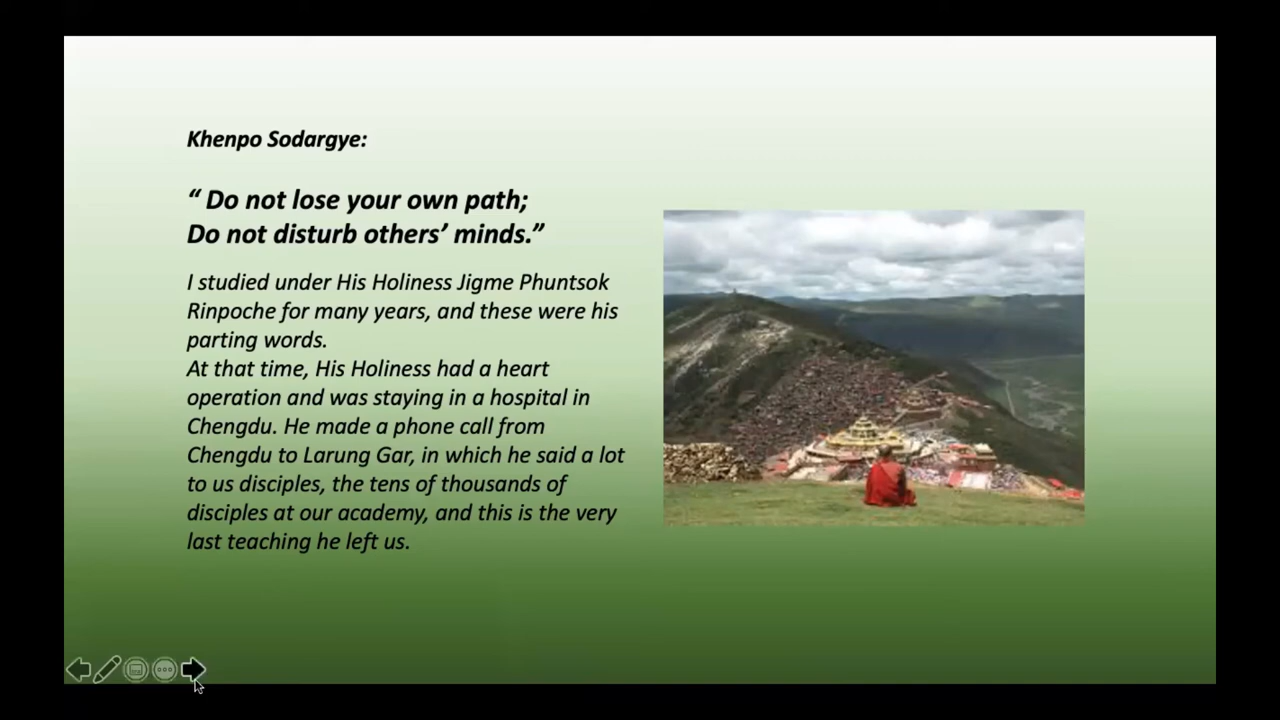 Khenpo Sodargye:
“ Do not lose your own path;
Do not disturb others’ minds.”
I studied under His Holiness Jigme Phuntsok
Rinpoche for many years, and these were his
parting words.
At that time, His Holiness had a heart
operation and was staying in a hospital in
Chengdu. He made a phone call from
Chengdu to Larung Gar, in which he said a lot
to us disciples, the tens of thousands of
disciples at our academy, and this is the very
last teaching he left us.